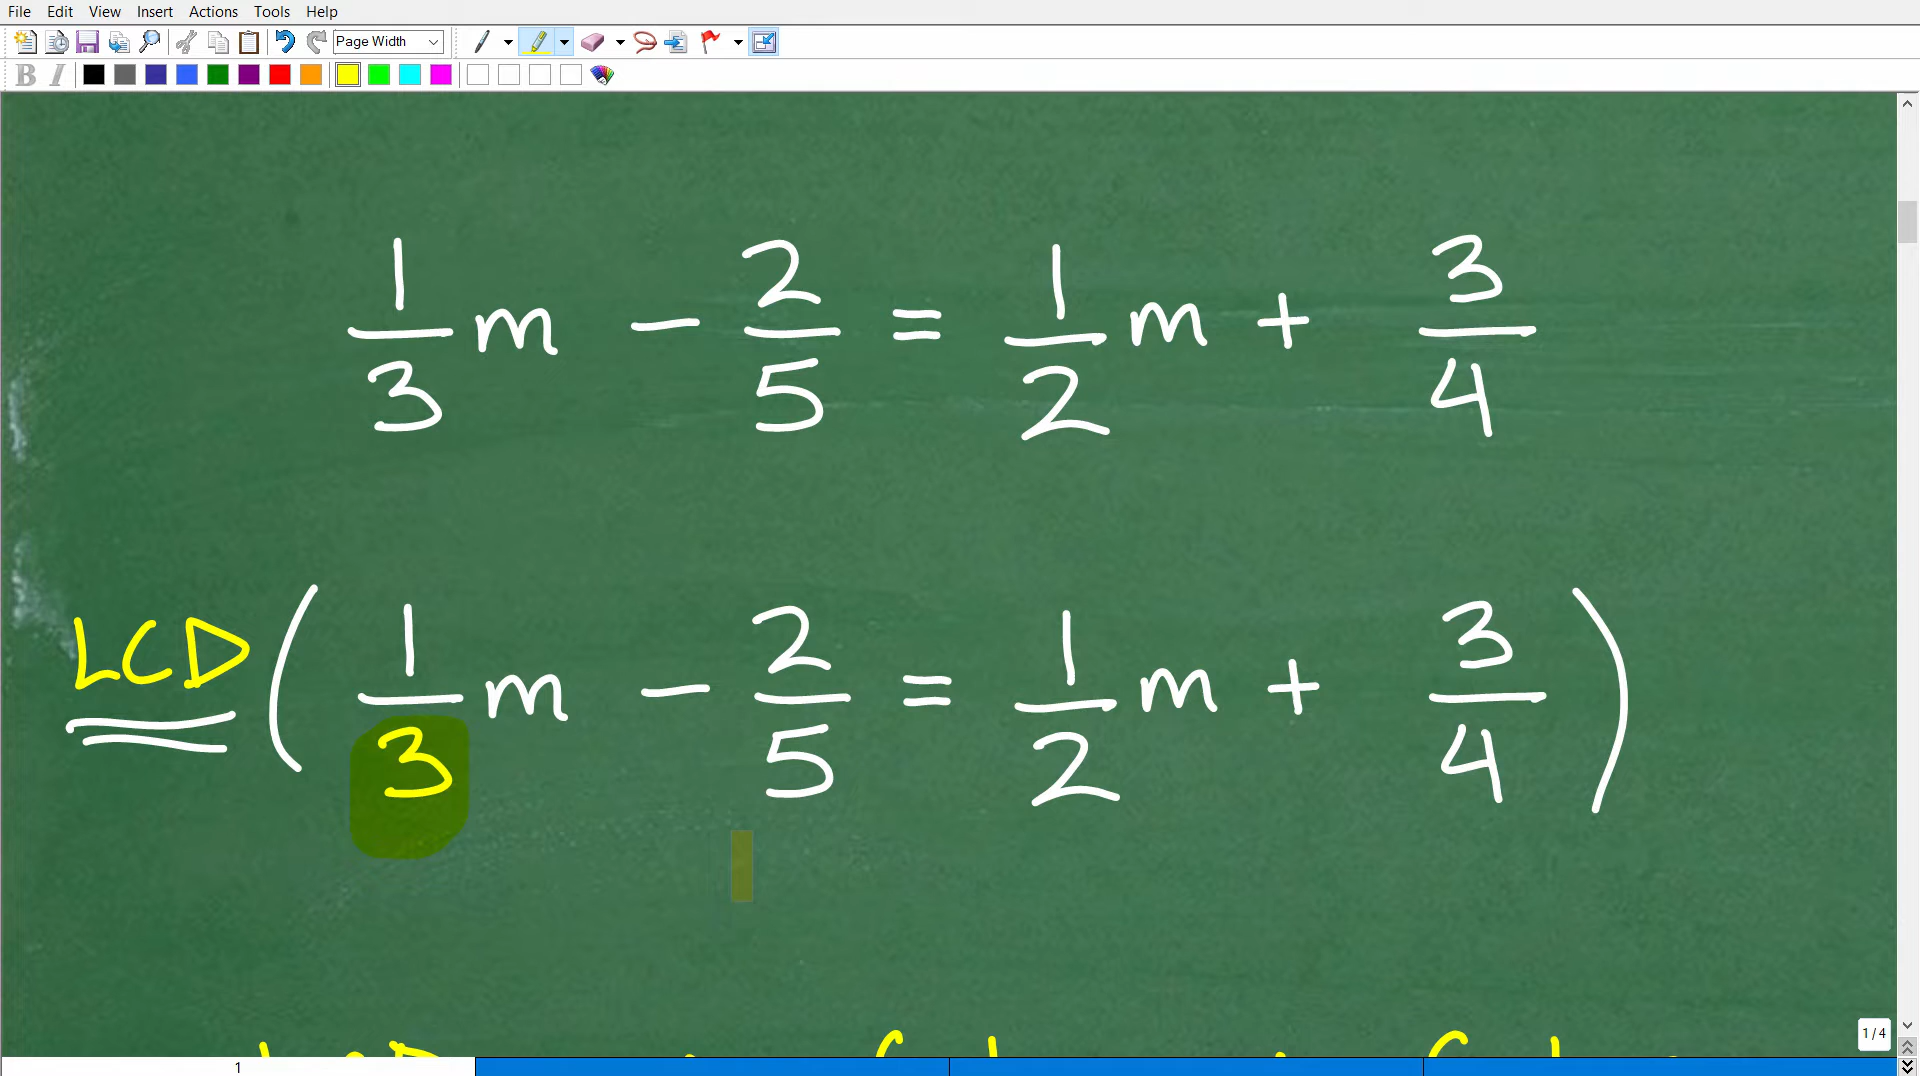 File Edit View Insert Actions Tools Help
Page Width
B I
1/3 m - 2/5 = 1/2 m + 3/4
LCD ( 1/3 m - 2/5 = 1/2 m + 3/4 )
1/4
1